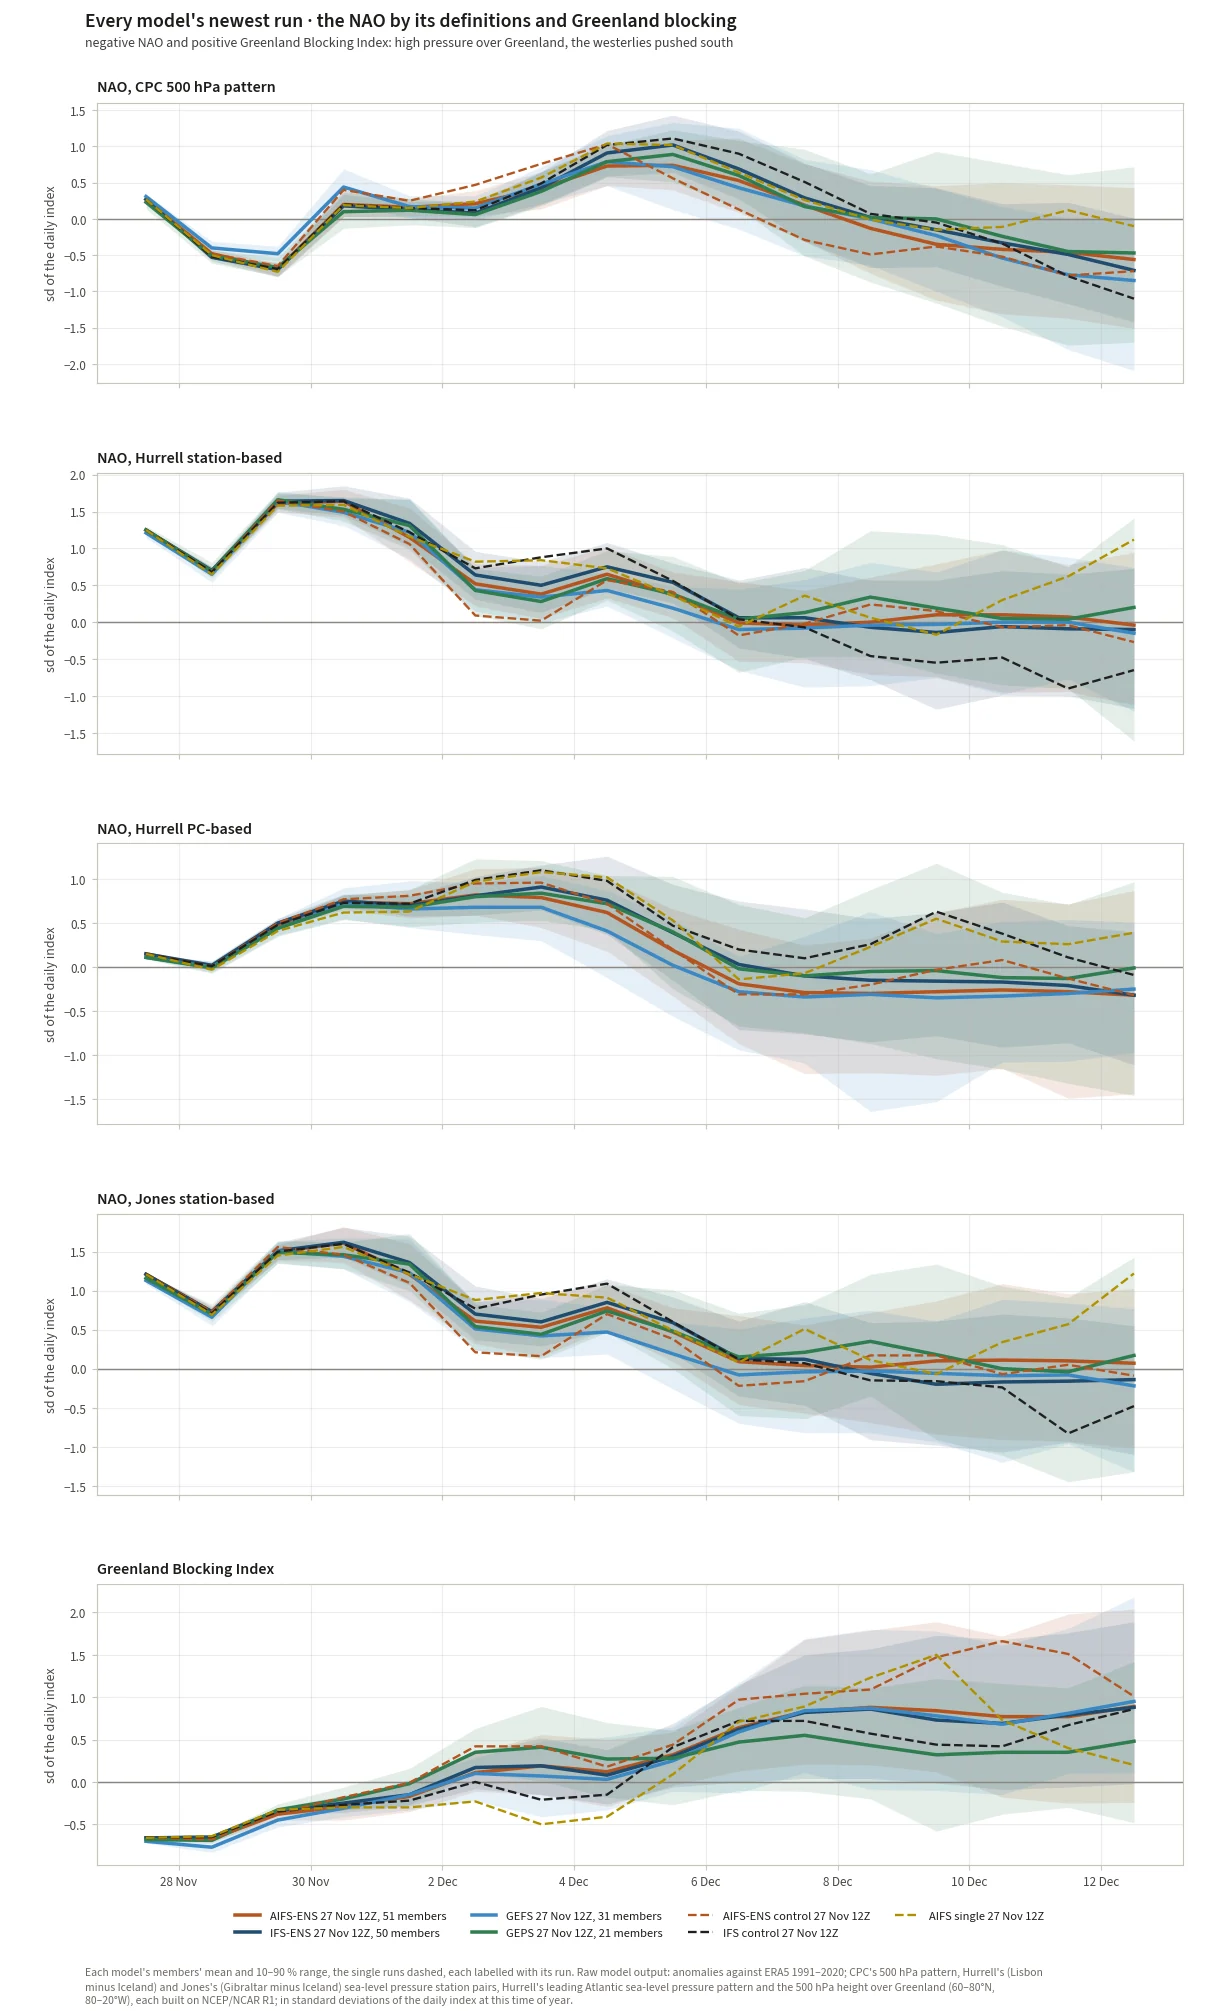 Every model's newest run · the NAO by its definitions and Greenland blocking
negative NAO and positive Greenland Blocking Index: high pressure over Greenland, the westerlies pushed south
NAO, CPC 500 hPa pattern
sd of the daily index
1.5
1.0
0.5
0.0
−0.5
−1.0
−1.5
−2.0
NAO, Hurrell station-based
sd of the daily index
2.0
1.5
1.0
0.5
0.0
−0.5
−1.0
−1.5
NAO, Hurrell PC-based
sd of the daily index
1.0
0.5
0.0
−0.5
−1.0
−1.5
NAO, Jones station-based
sd of the daily index
1.5
1.0
0.5
0.0
−0.5
−1.0
−1.5
Greenland Blocking Index
sd of the daily index
2.0
1.5
1.0
0.5
0.0
−0.5
28 Nov 30 Nov 2 Dec 4 Dec 6 Dec 8 Dec 10 Dec 12 Dec
AIFS-ENS 27 Nov 12Z, 51 members GEFS 27 Nov 12Z, 31 members AIFS-ENS control 27 Nov 12Z AIFS single 27 Nov 12Z
IFS-ENS 27 Nov 12Z, 50 members GEPS 27 Nov 12Z, 21 members IFS control 27 Nov 12Z
Each model's members' mean and 10–90 % range, the single runs dashed, each labelled with its run. Raw model output: anomalies against ERA5 1991–2020; CPC's 500 hPa pattern, Hurrell's (Lisbon
minus Iceland) and Jones's (Gibraltar minus Iceland) sea-level pressure station pairs, Hurrell's leading Atlantic sea-level pressure pattern and the 500 hPa height over Greenland (60–80°N,
80–20°W), each built on NCEP/NCAR R1; in standard deviations of the daily index at this time of year.